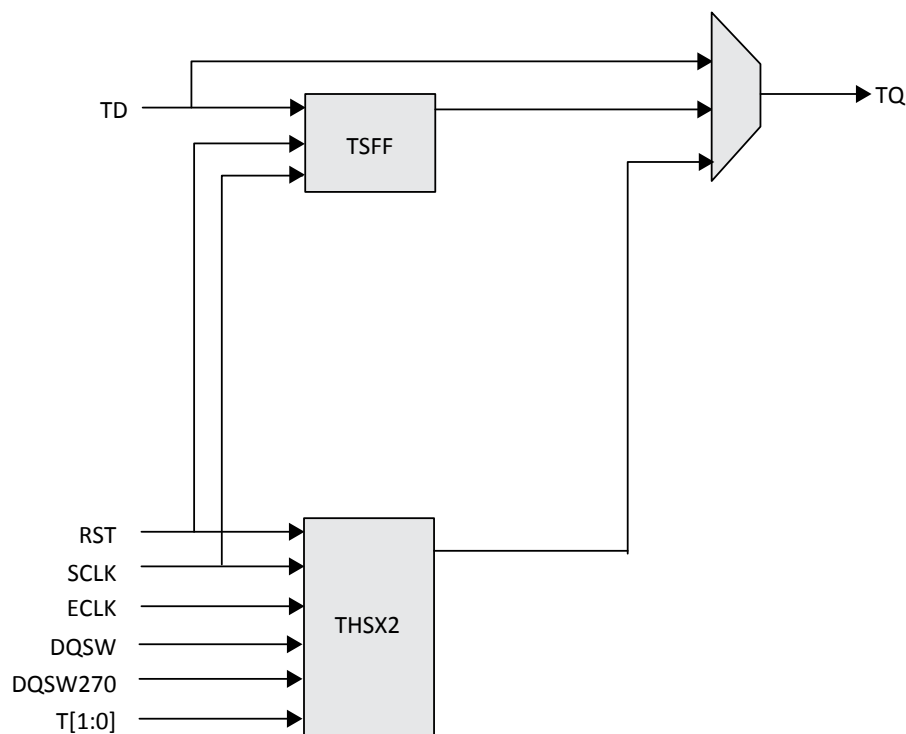 TD
TSFF
TQ
RST
SCLK
ECLK
DQSW
DQSW270
T[1:0]
THSX2